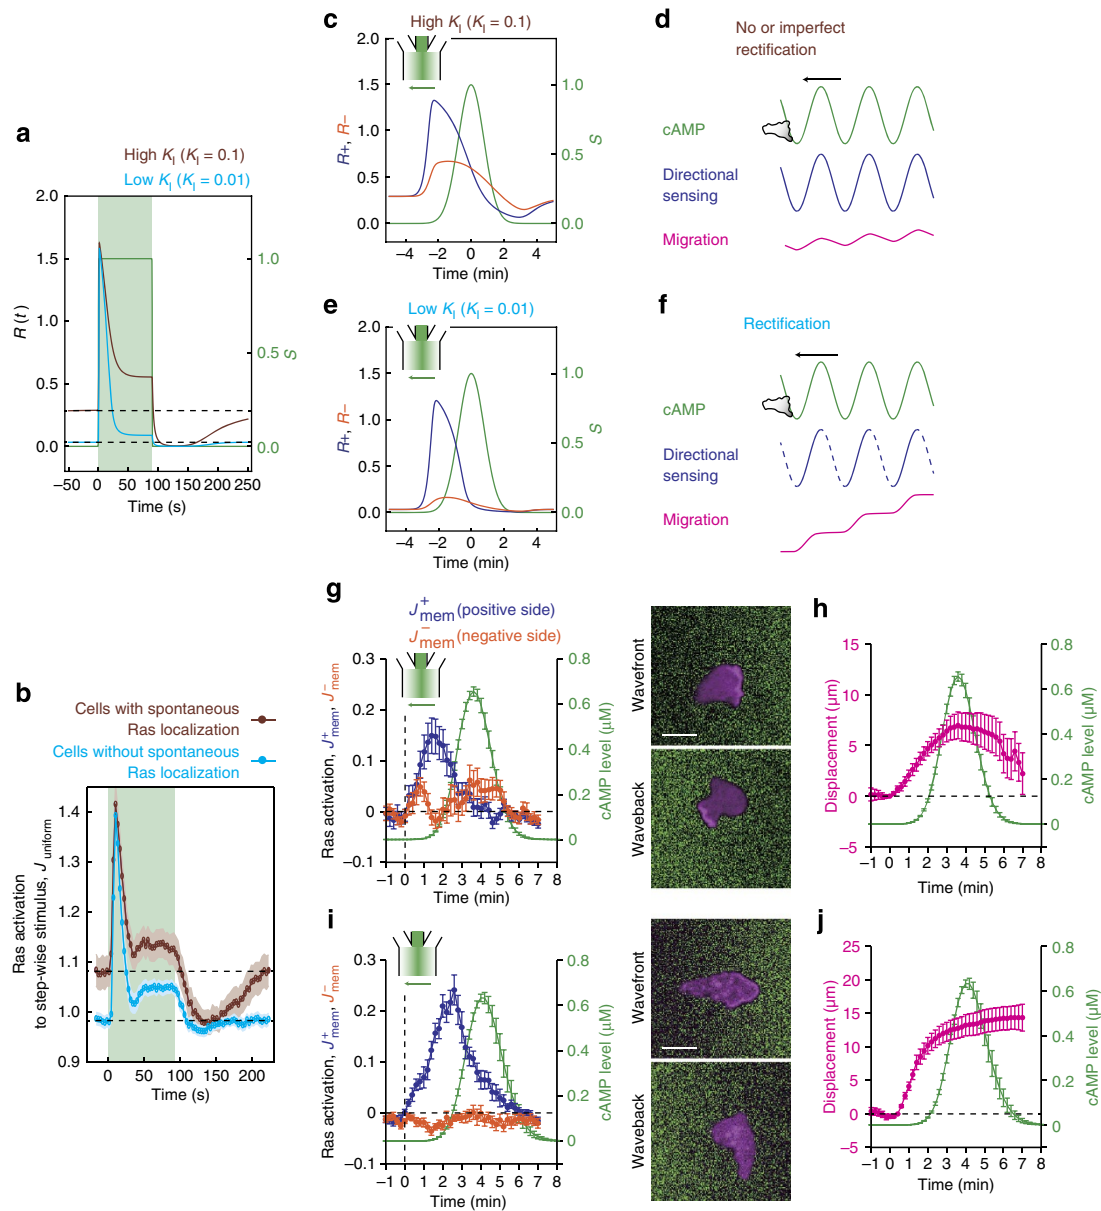 a
High K_I (K_I = 0.1)
Low K_I (K_I = 0.01)
2.0
1.5
1.0
0.5
0.0
R (t)
1.0
0.5
0.0
S
−50 0 50 100 150 200 250
Time (s)
b
Cells with spontaneous
Ras localization
Cells without spontaneous
Ras localization
1.4
1.3
1.2
1.1
1.0
0.9
Ras activation
to step-wise stimulus, J_uniform
0 50 100 150 200
Time (s)
c
High K_I (K_I = 0.1)
2.0
1.5
1.0
0.5
0.0
R+, R−
1.0
0.5
0.0
S
−4 −2 0 2 4
Time (min)
d
No or imperfect
rectification
cAMP
Directional
sensing
Migration
e
Low K_I (K_I = 0.01)
2.0
1.5
1.0
0.5
0.0
R+, R−
1.0
0.5
0.0
S
−4 −2 0 2 4
Time (min)
f
Rectification
cAMP
Directional
sensing
Migration
g
J⁺_mem (positive side)
J⁻_mem (negative side)
0.3
0.2
0.1
0
−0.1
Ras activation, J⁺_mem, J⁻_mem
0.8
0.6
0.4
0.2
0
cAMP level (µM)
−1 0 1 2 3 4 5 6 7 8
Time (min)
Wavefront
Waveback
h
15
10
5
0
−5
Displacement (µm)
0.8
0.6
0.4
0.2
0
cAMP level (µM)
−1 0 1 2 3 4 5 6 7 8
Time (min)
i
0.3
0.2
0.1
0
−0.1
Ras activation, J⁺_mem, J⁻_mem
0.8
0.6
0.4
0.2
0
cAMP level (µM)
−1 0 1 2 3 4 5 6 7 8
Time (min)
Wavefront
Waveback
j
25
20
15
10
5
0
−5
Displacement (µm)
0.8
0.6
0.4
0.2
0
cAMP level (µM)
−1 0 1 2 3 4 5 6 7 8
Time (min)